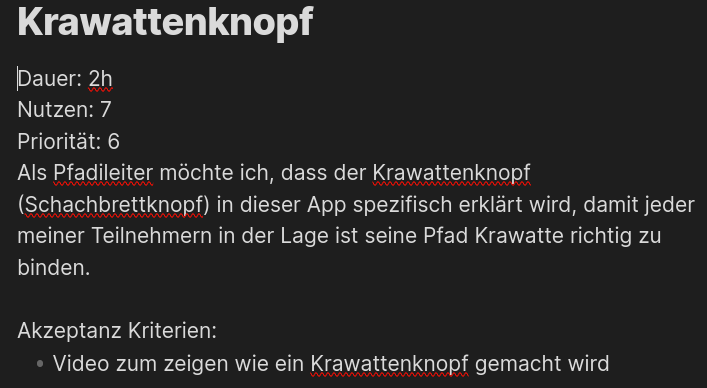 Krawattenknopf
Dauer: 2h
Nutzen: 7
Priorität: 6
Als Pfadileiter möchte ich, dass der Krawattenknopf
(Schachbrettknopf) in dieser App spezifisch erklärt wird, damit jeder
meiner Teilnehmern in der Lage ist seine Pfad Krawatte richtig zu
binden.
Akzeptanz Kriterien:
• Video zum zeigen wie ein Krawattenknopf gemacht wird